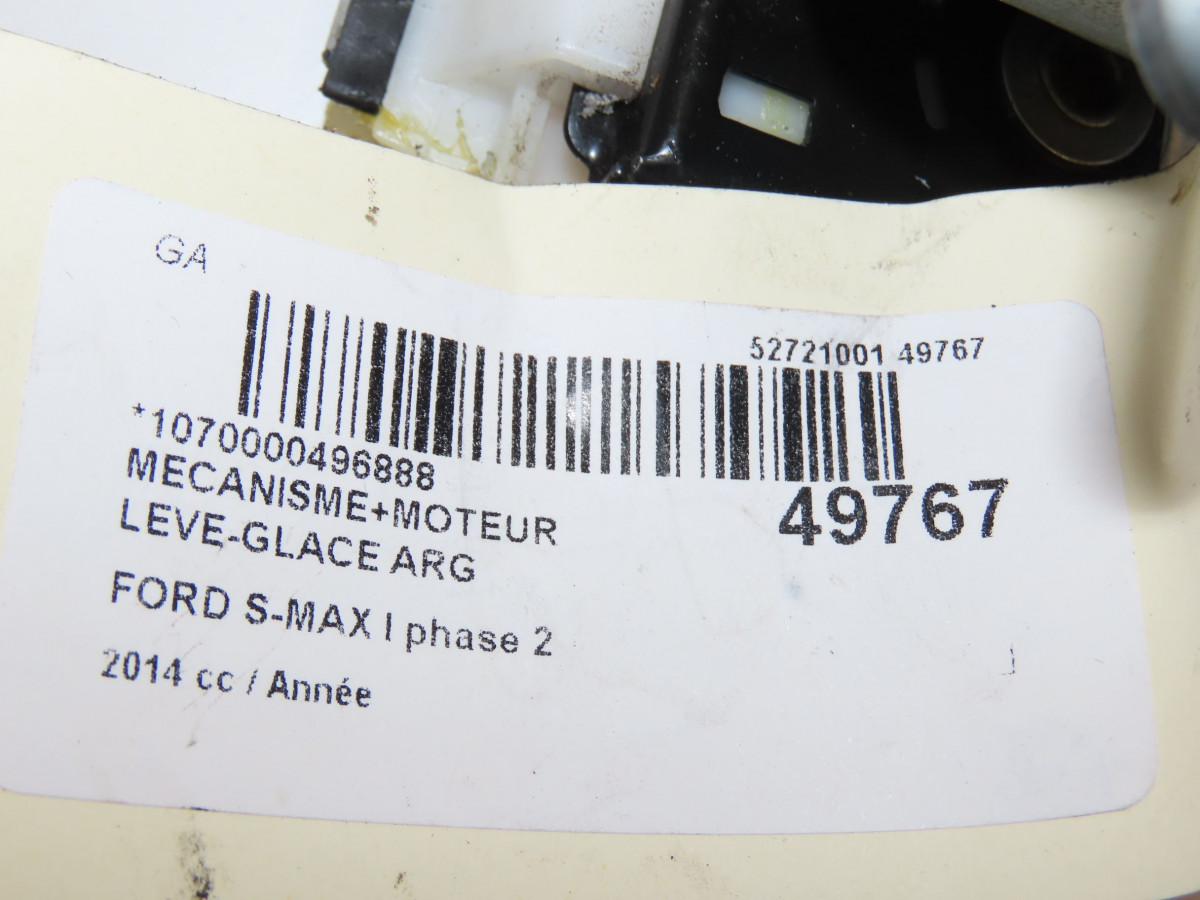 GA
52721001 49767
*1070000496888
MECANISME+MOTEUR
LEVE-GLACE ARG
49767
FORD S-MAX I phase 2
2014 cc / Année